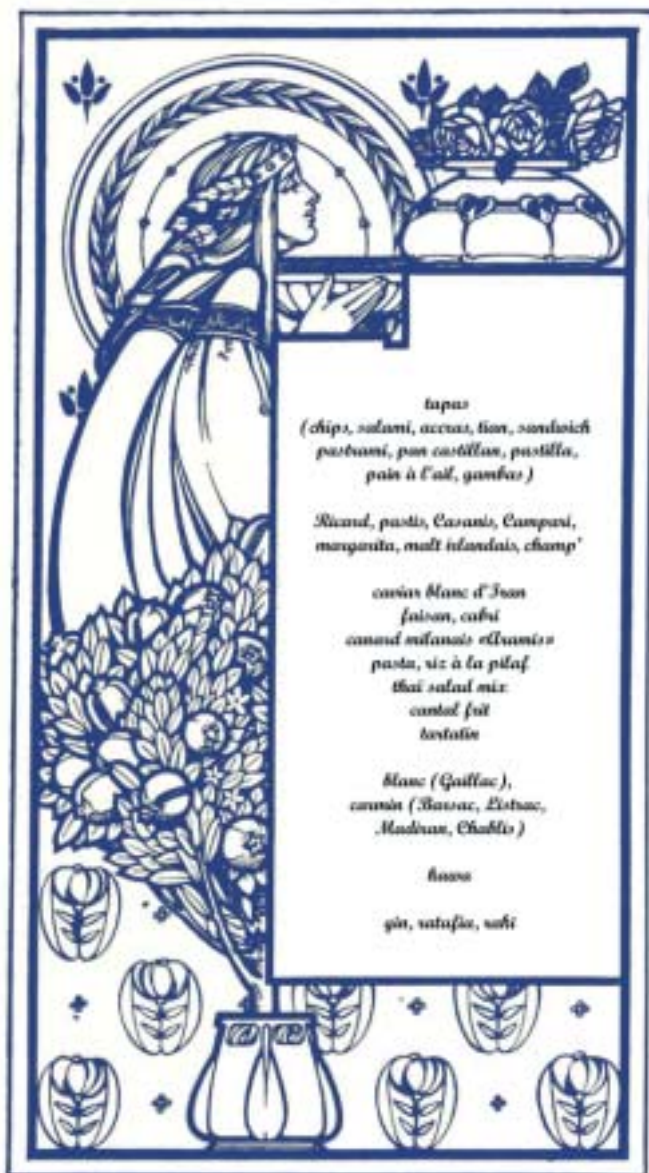 tapas
(chips, salami, accras, tian, sandwich
pastrami, pan castillan, pastilla,
pain à l'ail, gambas)
Ricard, pastis, Casanis, Campari,
margarita, malt irlandais, champ'
caviar blanc d'Iran
faisan, cabri
canard milanais «Aramis»
pasta, riz à la pilaf
thaï salad mix
cantal frit
tartatin
blanc (Gaillac),
carmin (Barsac, Listrac,
Madiran, Chablis)
kawa
gin, ratafia, raki